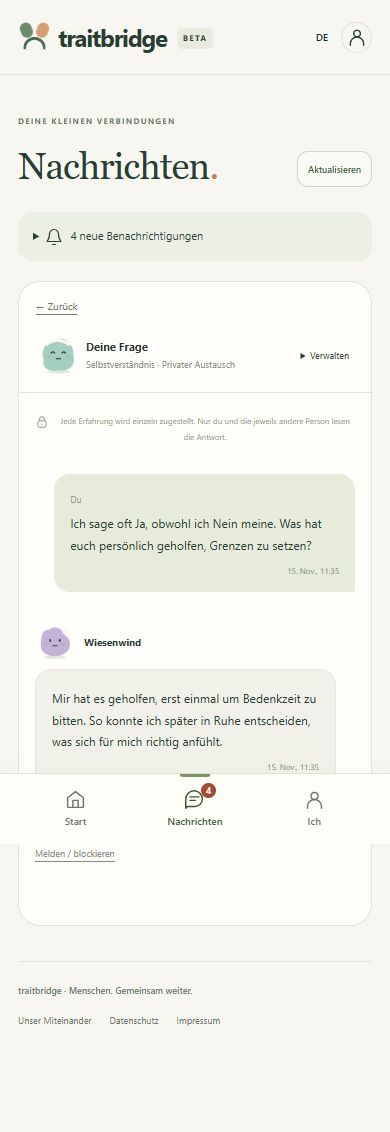 traitbridge BETA DE
DEINE KLEINEN VERBINDUNGEN
Nachrichten.
Aktualisieren
4 neue Benachrichtigungen
← Zurück
Deine Frage
Selbstverständnis · Privater Austausch
Verwalten
Jede Erfahrung wird einzeln zugestellt. Nur du und die jeweils andere Person lesen
die Antwort.
Du
Ich sage oft Ja, obwohl ich Nein meine. Was hat
euch persönlich geholfen, Grenzen zu setzen?
15. Nov., 11:35
Wiesenwind
Mir hat es geholfen, erst einmal um Bedenkzeit zu
bitten. So konnte ich später in Ruhe entscheiden,
was sich für mich richtig anfühlt.
15. Nov., 11:35
4
Start Nachrichten Ich
Melden / blockieren
traitbridge · Menschen. Gemeinsam weiter.
Unser Miteinander Datenschutz Impressum